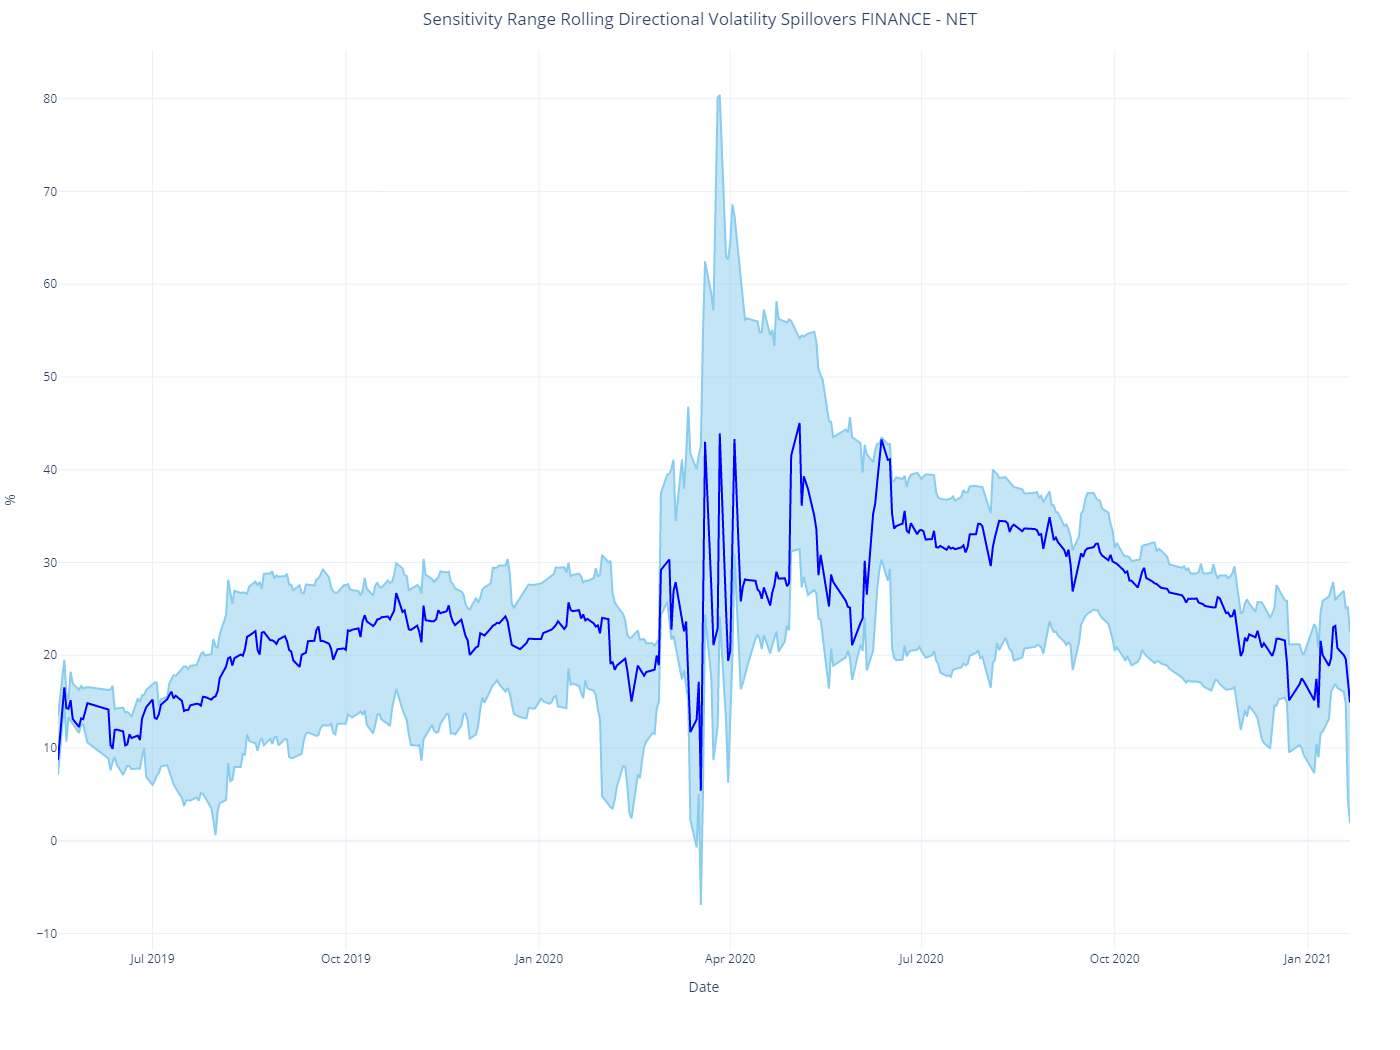 Sensitivity Range Rolling Directional Volatility Spillovers FINANCE - NET
80
70
60
50
40
30
20
10
0
−10
%
Jul 2019
Oct 2019
Jan 2020
Apr 2020
Jul 2020
Oct 2020
Jan 2021
Date